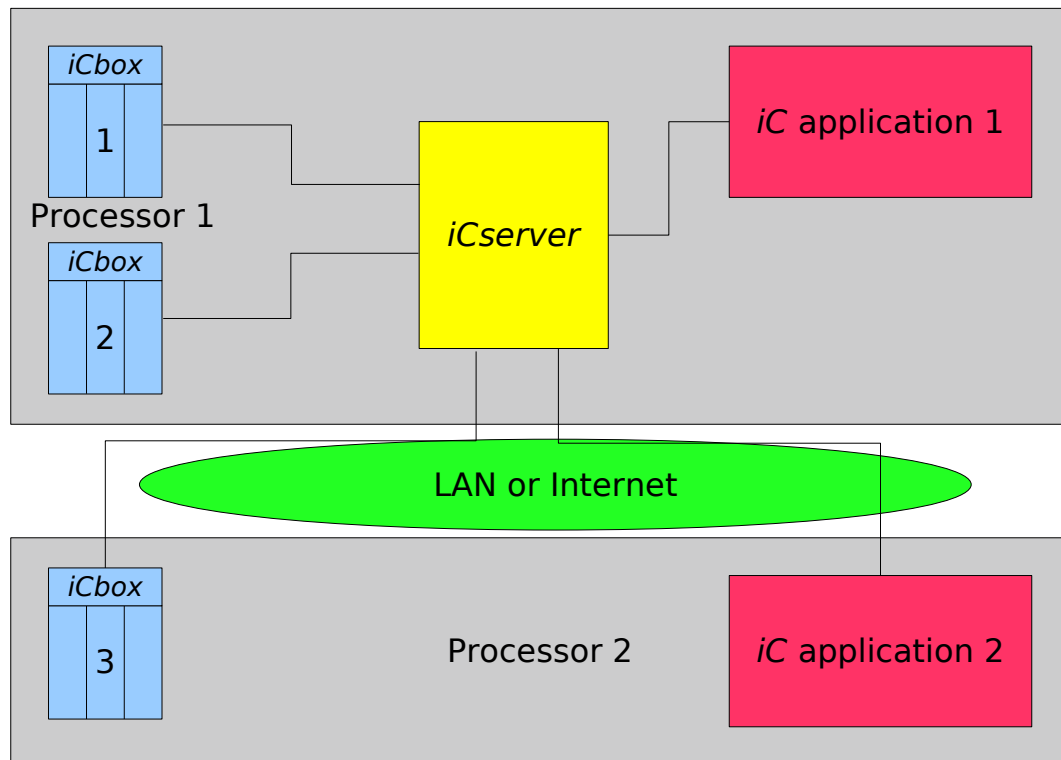 iCbox
1
Processor 1
iCbox
2
iCserver
iC application 1
LAN or Internet
iCbox
3
Processor 2
iC application 2